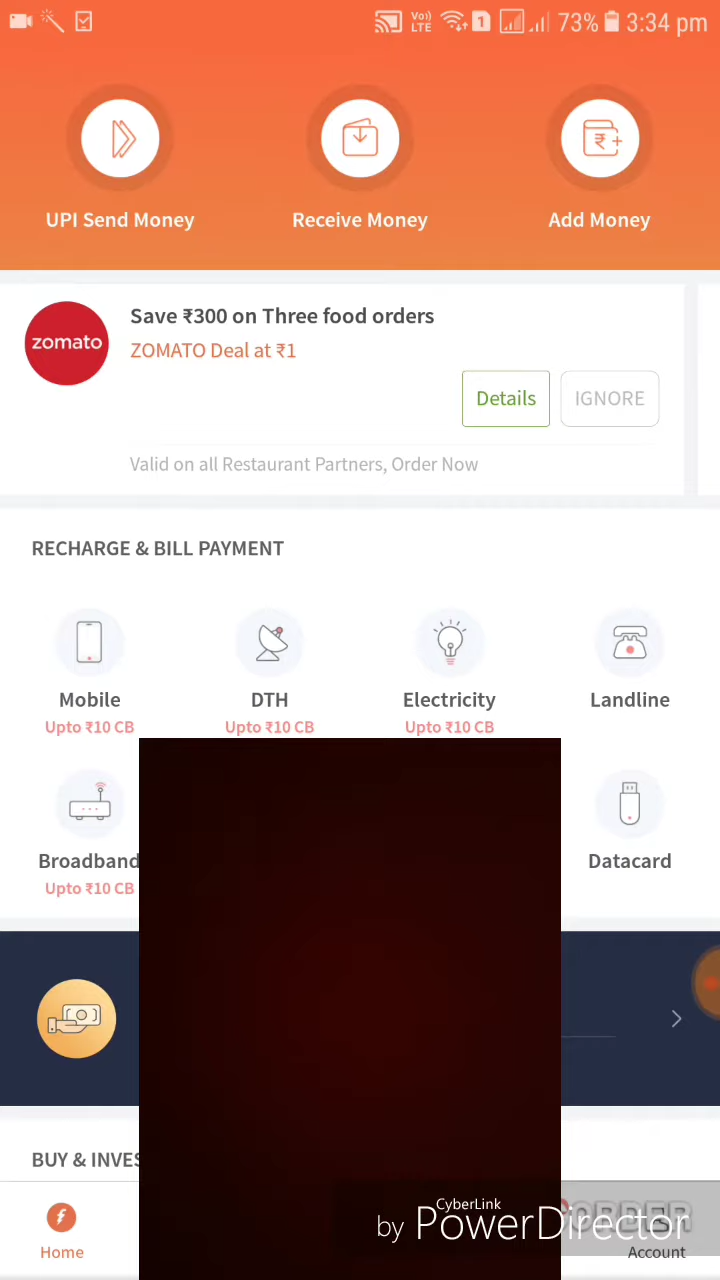 Vo))
LTE
1
73%
3:34 pm
UPI Send Money
Receive Money
Add Money
zomato
Save ₹300 on Three food orders
ZOMATO Deal at ₹1
Details
IGNORE
Valid on all Restaurant Partners, Order Now
RECHARGE & BILL PAYMENT
Mobile
DTH
Electricity
Landline
Upto ₹10 CB
Upto ₹10 CB
Upto ₹10 CB
Broadband
Datacard
Upto ₹10 CB
BUY & INVES
CyberLink
by PowerDirector
Home
Account